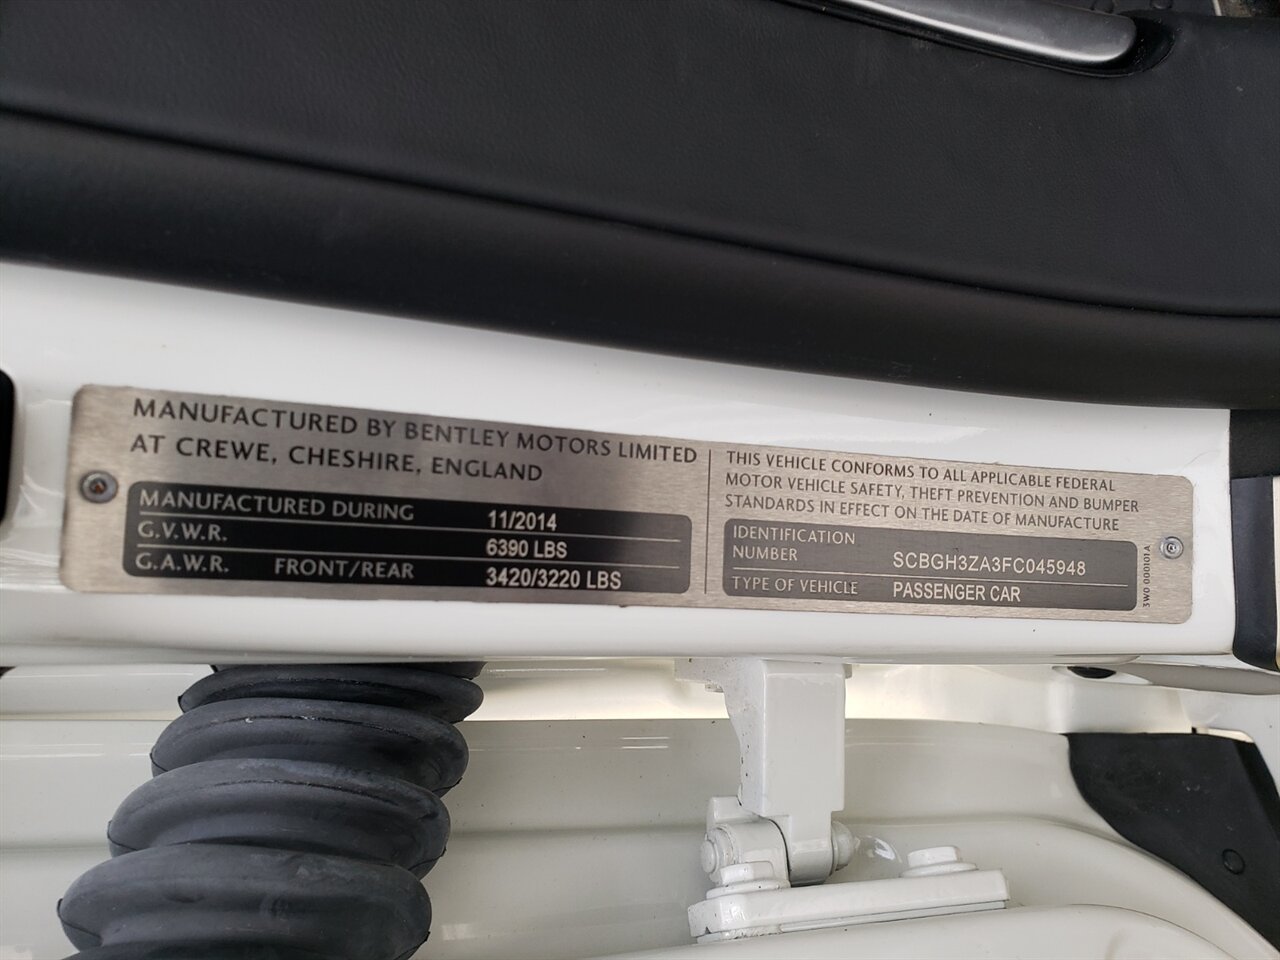 MANUFACTURED BY BENTLEY MOTORS LIMITED
AT CREWE, CHESHIRE, ENGLAND
MANUFACTURED DURING 11/2014
G.V.W.R. 6390 LBS
G.A.W.R. FRONT/REAR 3420/3220 LBS
THIS VEHICLE CONFORMS TO ALL APPLICABLE FEDERAL
MOTOR VEHICLE SAFETY, THEFT PREVENTION AND BUMPER
STANDARDS IN EFFECT ON THE DATE OF MANUFACTURE
IDENTIFICATION
NUMBER SCBGH3ZA3FC045948
TYPE OF VEHICLE PASSENGER CAR
3W0 000101A